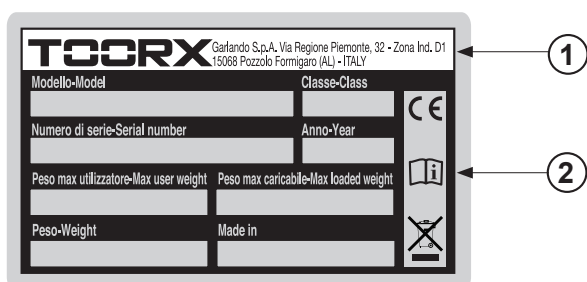 TOORX
Garlando S.p.A. Via Regione Piemonte, 32 - Zona Ind. D1
15068 Pozzolo Formigaro (AL) - ITALY
1
Modello-Model
Classe-Class
CE
Numero di serie-Serial number
Anno-Year
i
2
Peso max utilizzatore-Max user weight
Peso max caricabile-Max loaded weight
Peso-Weight
Made in